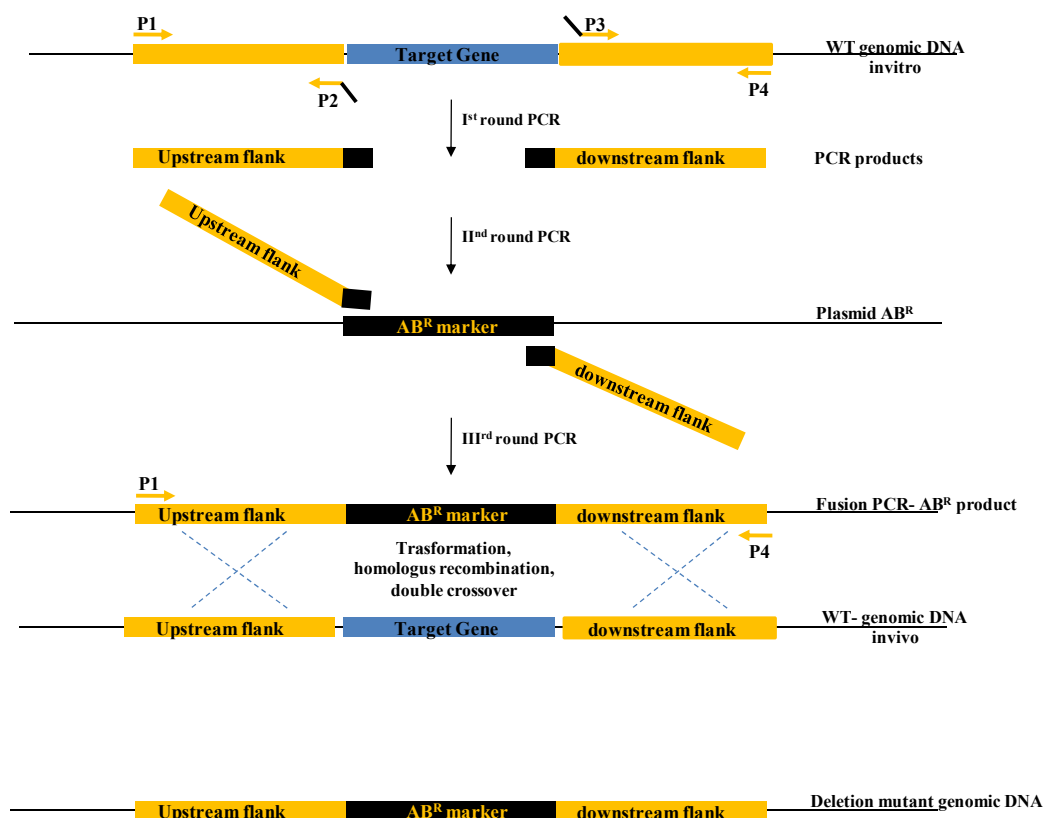 P1
P3
Target Gene
WT genomic DNA
invitro
P2
P4
Iˢᵗ round PCR
Upstream flank
downstream flank
PCR products
Upstream flank
IIⁿᵈ round PCR
Plasmid ABᴿ
ABᴿ marker
downstream flank
IIIʳᵈ round PCR
P1
Upstream flank
ABᴿ marker
downstream flank
Fusion PCR- ABᴿ product
P4
Trasformation,
homologus recombination,
double crossover
WT- genomic DNA
invivo
Upstream flank
Target Gene
downstream flank
Deletion mutant genomic DNA
Upstream flank
ABᴿ marker
downstream flank